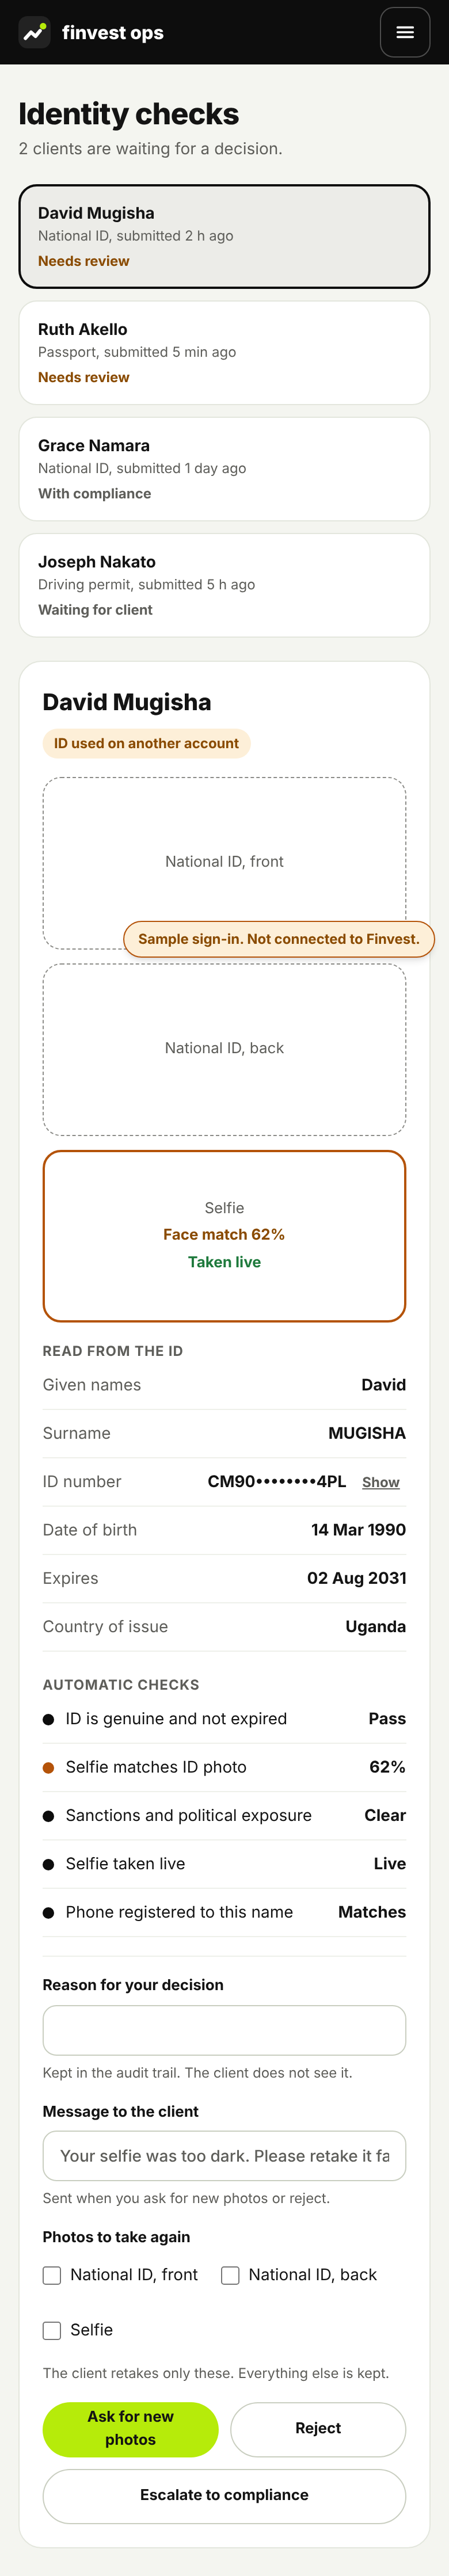 finvest ops
Identity checks
2 clients are waiting for a decision.
David Mugisha
National ID, submitted 2 h ago
Needs review
Ruth Akello
Passport, submitted 5 min ago
Needs review
Grace Namara
National ID, submitted 1 day ago
With compliance
Joseph Nakato
Driving permit, submitted 5 h ago
Waiting for client
David Mugisha
ID used on another account
National ID, front
Sample sign-in. Not connected to Finvest.
National ID, back
Selfie
Face match 62%
Taken live
READ FROM THE ID
Given names David
Surname MUGISHA
ID number CM90••••••••4PL Show
Date of birth 14 Mar 1990
Expires 02 Aug 2031
Country of issue Uganda
AUTOMATIC CHECKS
ID is genuine and not expired Pass
Selfie matches ID photo 62%
Sanctions and political exposure Clear
Selfie taken live Live
Phone registered to this name Matches
Reason for your decision
Kept in the audit trail. The client does not see it.
Message to the client
Your selfie was too dark. Please retake it fa
Sent when you ask for new photos or reject.
Photos to take again
National ID, front National ID, back
Selfie
The client retakes only these. Everything else is kept.
Ask for new
photos
Reject
Escalate to compliance